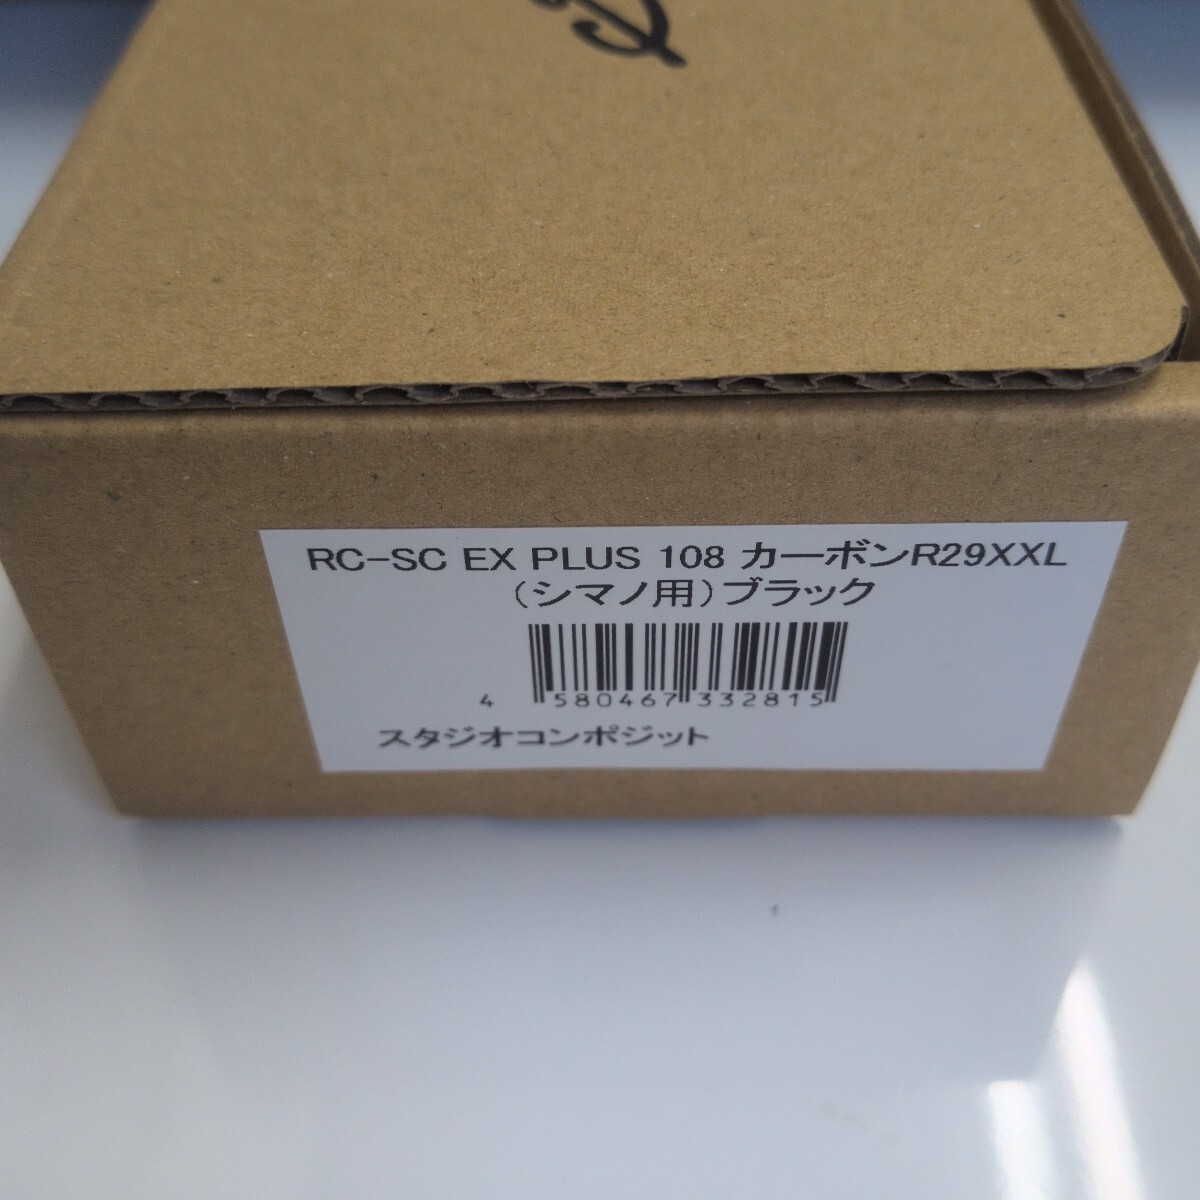 RC-SC EX PLUS 108 カーボンR29XXL
（シマノ用）ブラック
4 580467 332815
スタジオコンポジット